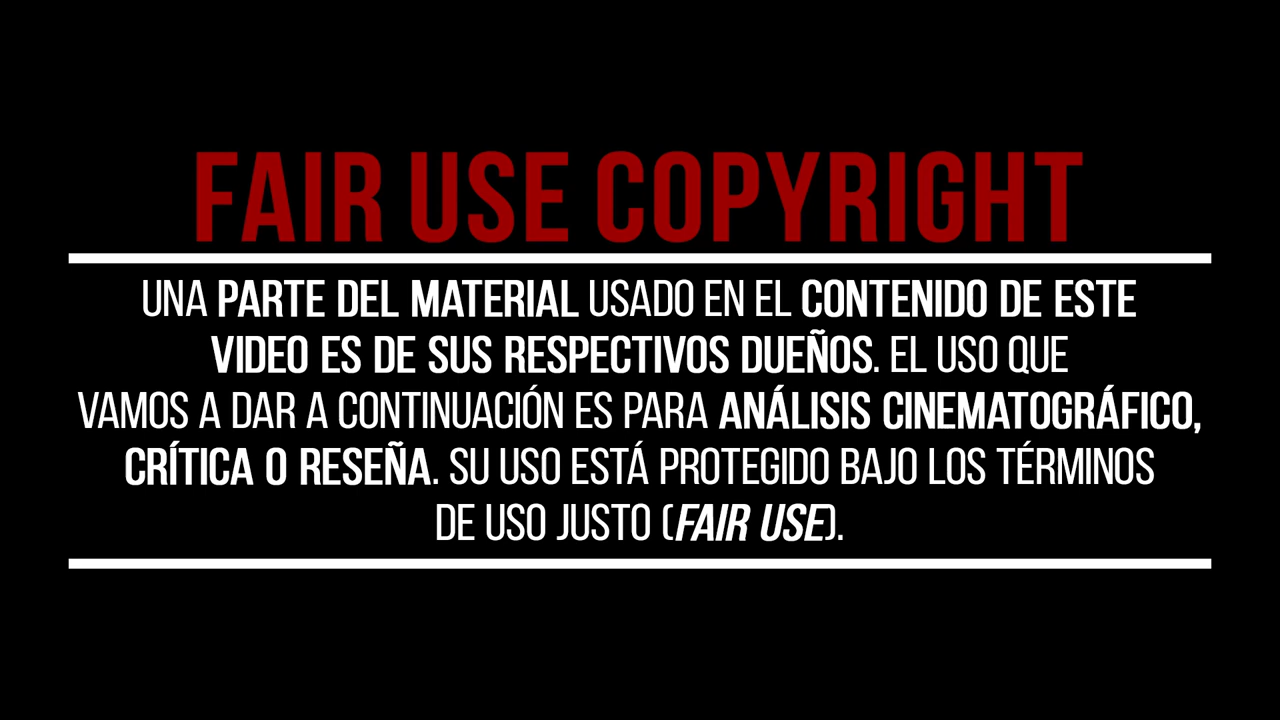 FAIR USE COPYRIGHT
UNA PARTE DEL MATERIAL USADO EN EL CONTENIDO DE ESTE
VIDEO ES DE SUS RESPECTIVOS DUEÑOS. EL USO QUE
VAMOS A DAR A CONTINUACIÓN ES PARA ANÁLISIS CINEMATOGRÁFICO,
CRÍTICA O RESEÑA. SU USO ESTÁ PROTEGIDO BAJO LOS TÉRMINOS
DE USO JUSTO (FAIR USE).